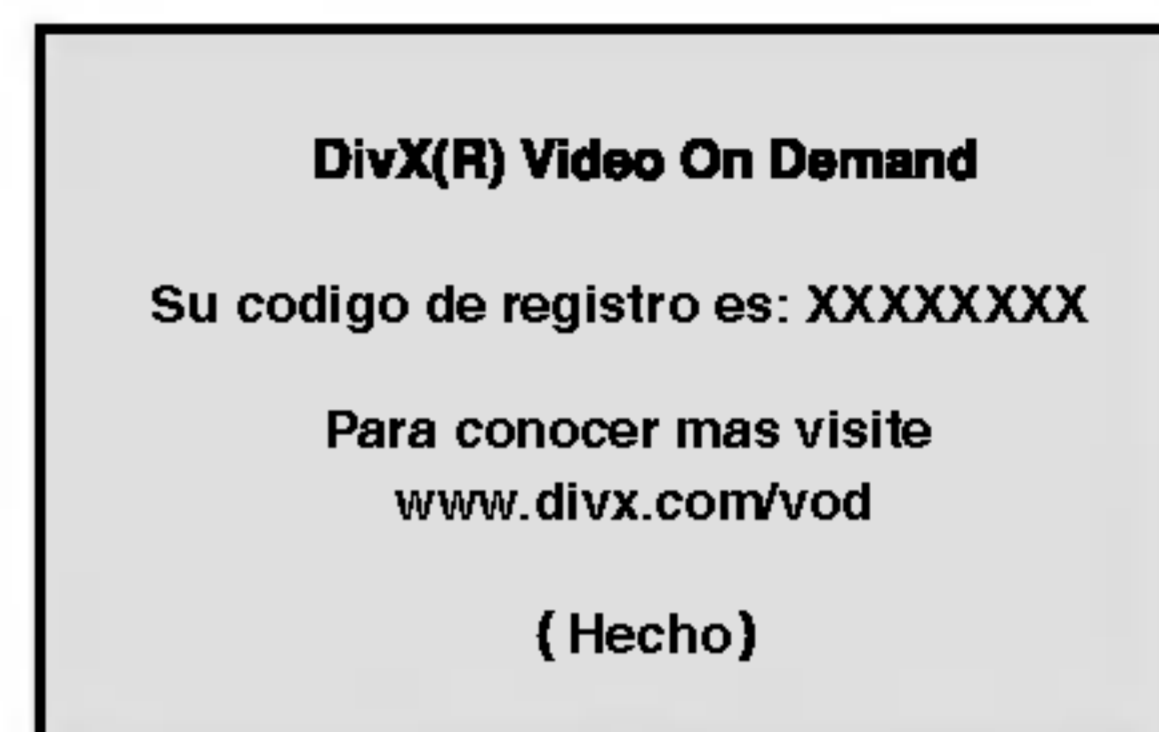 DivX(R) Video On Demand
Su codigo de registro es: XXXXXXXX
Para conocer mas visite
www.divx.com/vod
( Hecho)